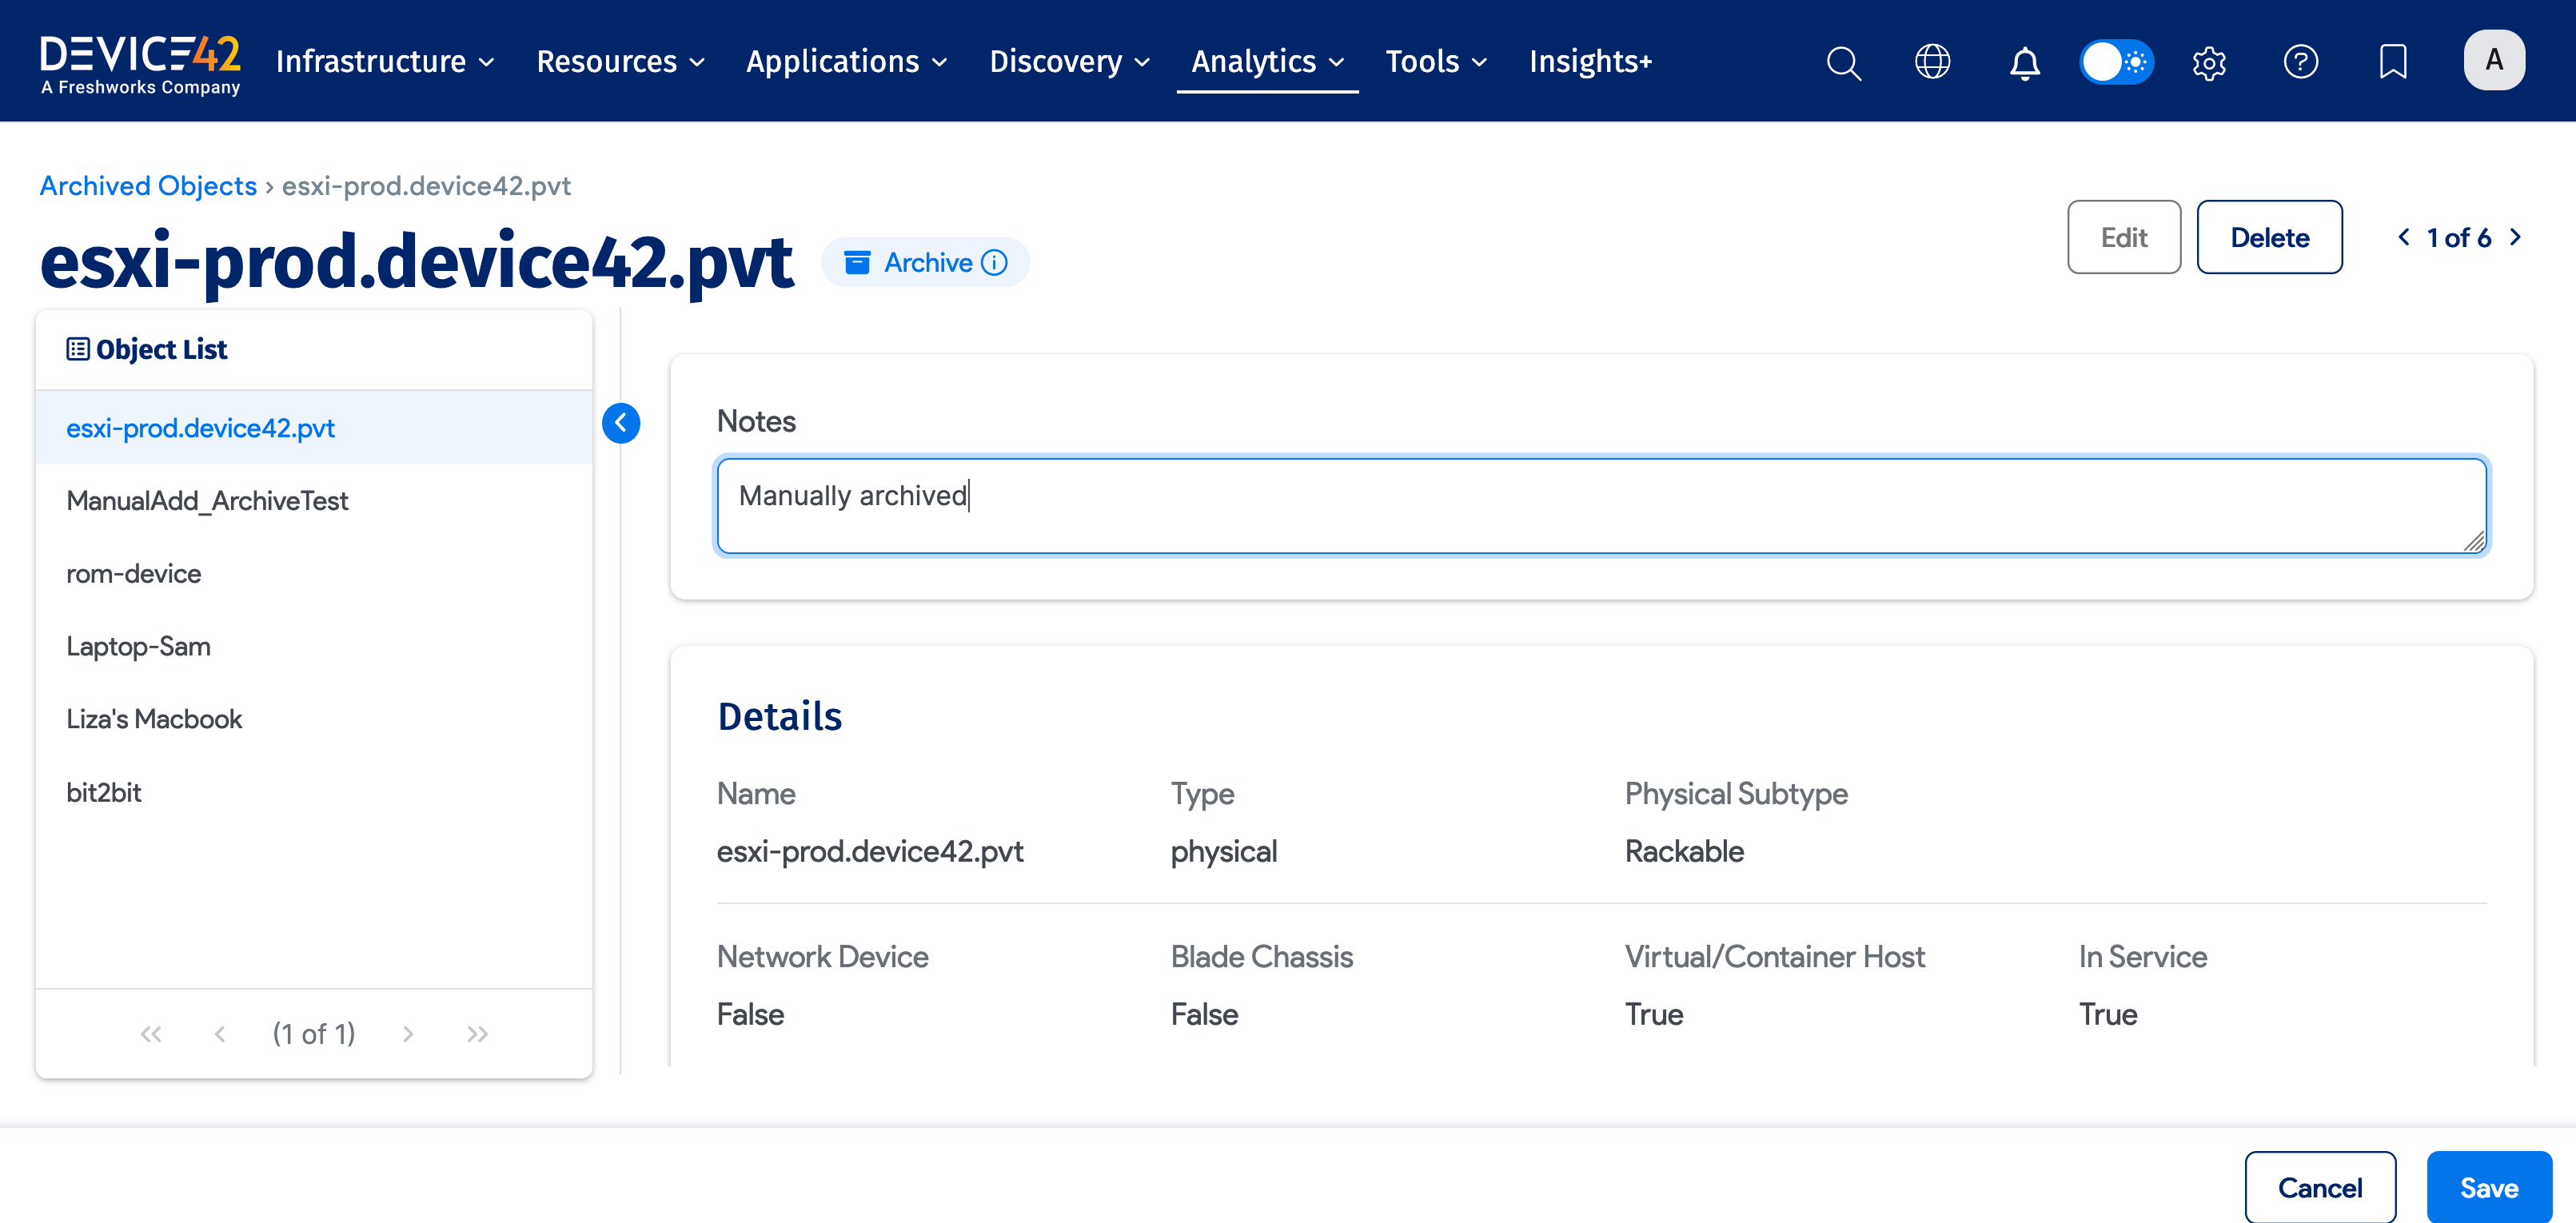 DEVICE42
A Freshworks Company
Infrastructure
Resources
Applications
Discovery
Analytics
Tools
Insights+
A
Archived Objects › esxi-prod.device42.pvt
esxi-prod.device42.pvt
Archive
Edit
Delete
1 of 6
Object List
esxi-prod.device42.pvt
ManualAdd_ArchiveTest
rom-device
Laptop-Sam
Liza's Macbook
bit2bit
(1 of 1)
Notes
Manually archived
Details
Name Type Physical Subtype
esxi-prod.device42.pvt physical Rackable
Network Device Blade Chassis Virtual/Container Host In Service
False False True True
Cancel
Save